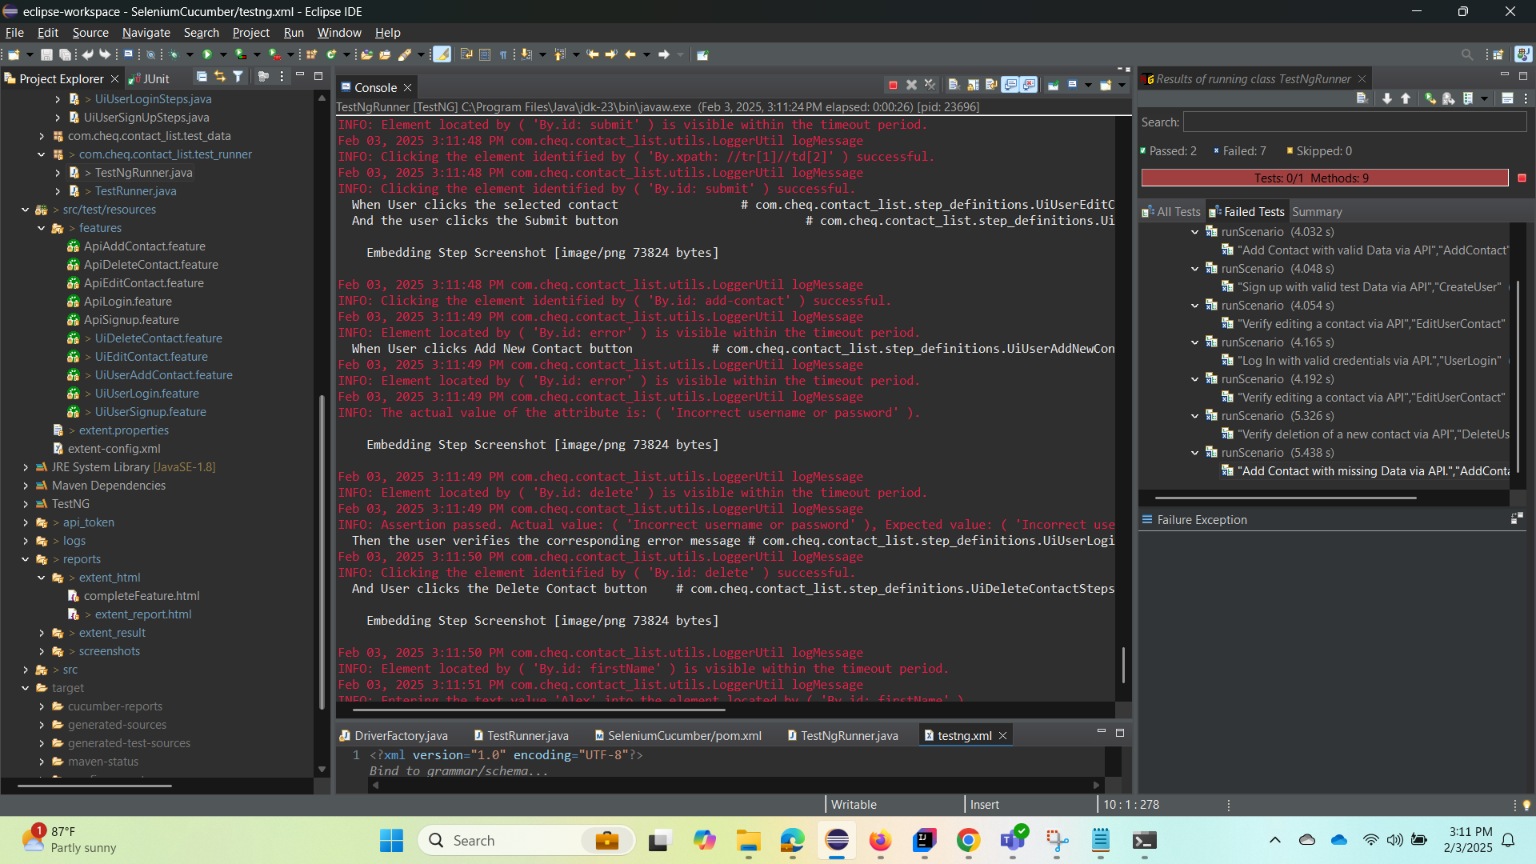 eclipse-workspace - SeleniumCucumber/testng.xml - Eclipse IDE
File Edit Source Navigate Search Project Run Window Help
Project Explorer
JUnit
> UiUserLoginSteps.java
UiUserSignUpSteps.java
com.cheq.contact_list.test_data
> com.cheq.contact_list.test_runner
> TestNgRunner.java
> TestRunner.java
> src/test/resources
> features
ApiAddContact.feature
ApiDeleteContact.feature
ApiEditContact.feature
ApiLogin.feature
ApiSignup.feature
> UiDeleteContact.feature
> UiEditContact.feature
> UiUserAddContact.feature
> UiUserLogin.feature
> UiUserSignup.feature
> extent.properties
extent-config.xml
JRE System Library [JavaSE-1.8]
Maven Dependencies
TestNG
> api_token
> logs
> reports
> extent_html
completeFeature.html
> extent_report.html
> extent_result
> screenshots
> src
target
cucumber-reports
generated-sources
generated-test-sources
maven-status
Console
TestNgRunner [TestNG] C:\Program Files\Java\jdk-23\bin\javaw.exe (Feb 3, 2025, 3:11:24 PM elapsed: 0:00:26) [pid: 23696]
INFO: Element located by ( 'By.id: submit' ) is visible within the timeout period.
Feb 03, 2025 3:11:48 PM com.cheq.contact_list.utils.LoggerUtil logMessage
INFO: Clicking the element identified by ( 'By.xpath: //tr[1]//td[2]' ) successful.
Feb 03, 2025 3:11:48 PM com.cheq.contact_list.utils.LoggerUtil logMessage
INFO: Clicking the element identified by ( 'By.id: submit' ) successful.
When User clicks the selected contact # com.cheq.contact_list.step_definitions.UiUserEditC
And the user clicks the Submit button # com.cheq.contact_list.step_definitions.Ui
Embedding Step Screenshot [image/png 73824 bytes]
Feb 03, 2025 3:11:48 PM com.cheq.contact_list.utils.LoggerUtil logMessage
INFO: Clicking the element identified by ( 'By.id: add-contact' ) successful.
Feb 03, 2025 3:11:49 PM com.cheq.contact_list.utils.LoggerUtil logMessage
INFO: Element located by ( 'By.id: error' ) is visible within the timeout period.
When User clicks Add New Contact button # com.cheq.contact_list.step_definitions.UiUserAddNewCon
Feb 03, 2025 3:11:49 PM com.cheq.contact_list.utils.LoggerUtil logMessage
INFO: Element located by ( 'By.id: error' ) is visible within the timeout period.
Feb 03, 2025 3:11:49 PM com.cheq.contact_list.utils.LoggerUtil logMessage
INFO: The actual value of the attribute is: ( 'Incorrect username or password' ).
Embedding Step Screenshot [image/png 73824 bytes]
Feb 03, 2025 3:11:49 PM com.cheq.contact_list.utils.LoggerUtil logMessage
INFO: Element located by ( 'By.id: delete' ) is visible within the timeout period.
Feb 03, 2025 3:11:49 PM com.cheq.contact_list.utils.LoggerUtil logMessage
INFO: Assertion passed. Actual value: ( 'Incorrect username or password' ), Expected value: ( 'Incorrect use
Then the user verifies the corresponding error message # com.cheq.contact_list.step_definitions.UiUserLogi
Feb 03, 2025 3:11:50 PM com.cheq.contact_list.utils.LoggerUtil logMessage
INFO: Clicking the element identified by ( 'By.id: delete' ) successful.
And User clicks the Delete Contact button # com.cheq.contact_list.step_definitions.UiDeleteContactSteps
Embedding Step Screenshot [image/png 73824 bytes]
Feb 03, 2025 3:11:50 PM com.cheq.contact_list.utils.LoggerUtil logMessage
INFO: Element located by ( 'By.id: firstName' ) is visible within the timeout period.
Feb 03, 2025 3:11:51 PM com.cheq.contact_list.utils.LoggerUtil logMessage
INFO: Entering the text value 'Alex' into the element located by ( 'By.id: firstName' )
DriverFactory.java TestRunner.java SeleniumCucumber/pom.xml TestNgRunner.java testng.xml
1 <?xml version="1.0" encoding="UTF-8"?>
Bind to grammar/schema...
Results of running class TestNgRunner
Search:
Passed: 2 Failed: 7 Skipped: 0
Tests: 0/1 Methods: 9
All Tests Failed Tests Summary
runScenario (4.032 s)
"Add Contact with valid Data via API","AddContact"
runScenario (4.048 s)
"Sign up with valid test Data via API","CreateUser"
runScenario (4.054 s)
"Verify editing a contact via API","EditUserContact"
runScenario (4.165 s)
"Log In with valid credentials via API.","UserLogin"
runScenario (4.192 s)
"Verify editing a contact via API","EditUserContact"
runScenario (5.326 s)
"Verify deletion of a new contact via API","DeleteUs
runScenario (5.438 s)
"Add Contact with missing Data via API.","AddConta
Failure Exception
Writable Insert 10 : 1 : 278
1
87°F
Partly sunny
Search
3:11 PM
2/3/2025